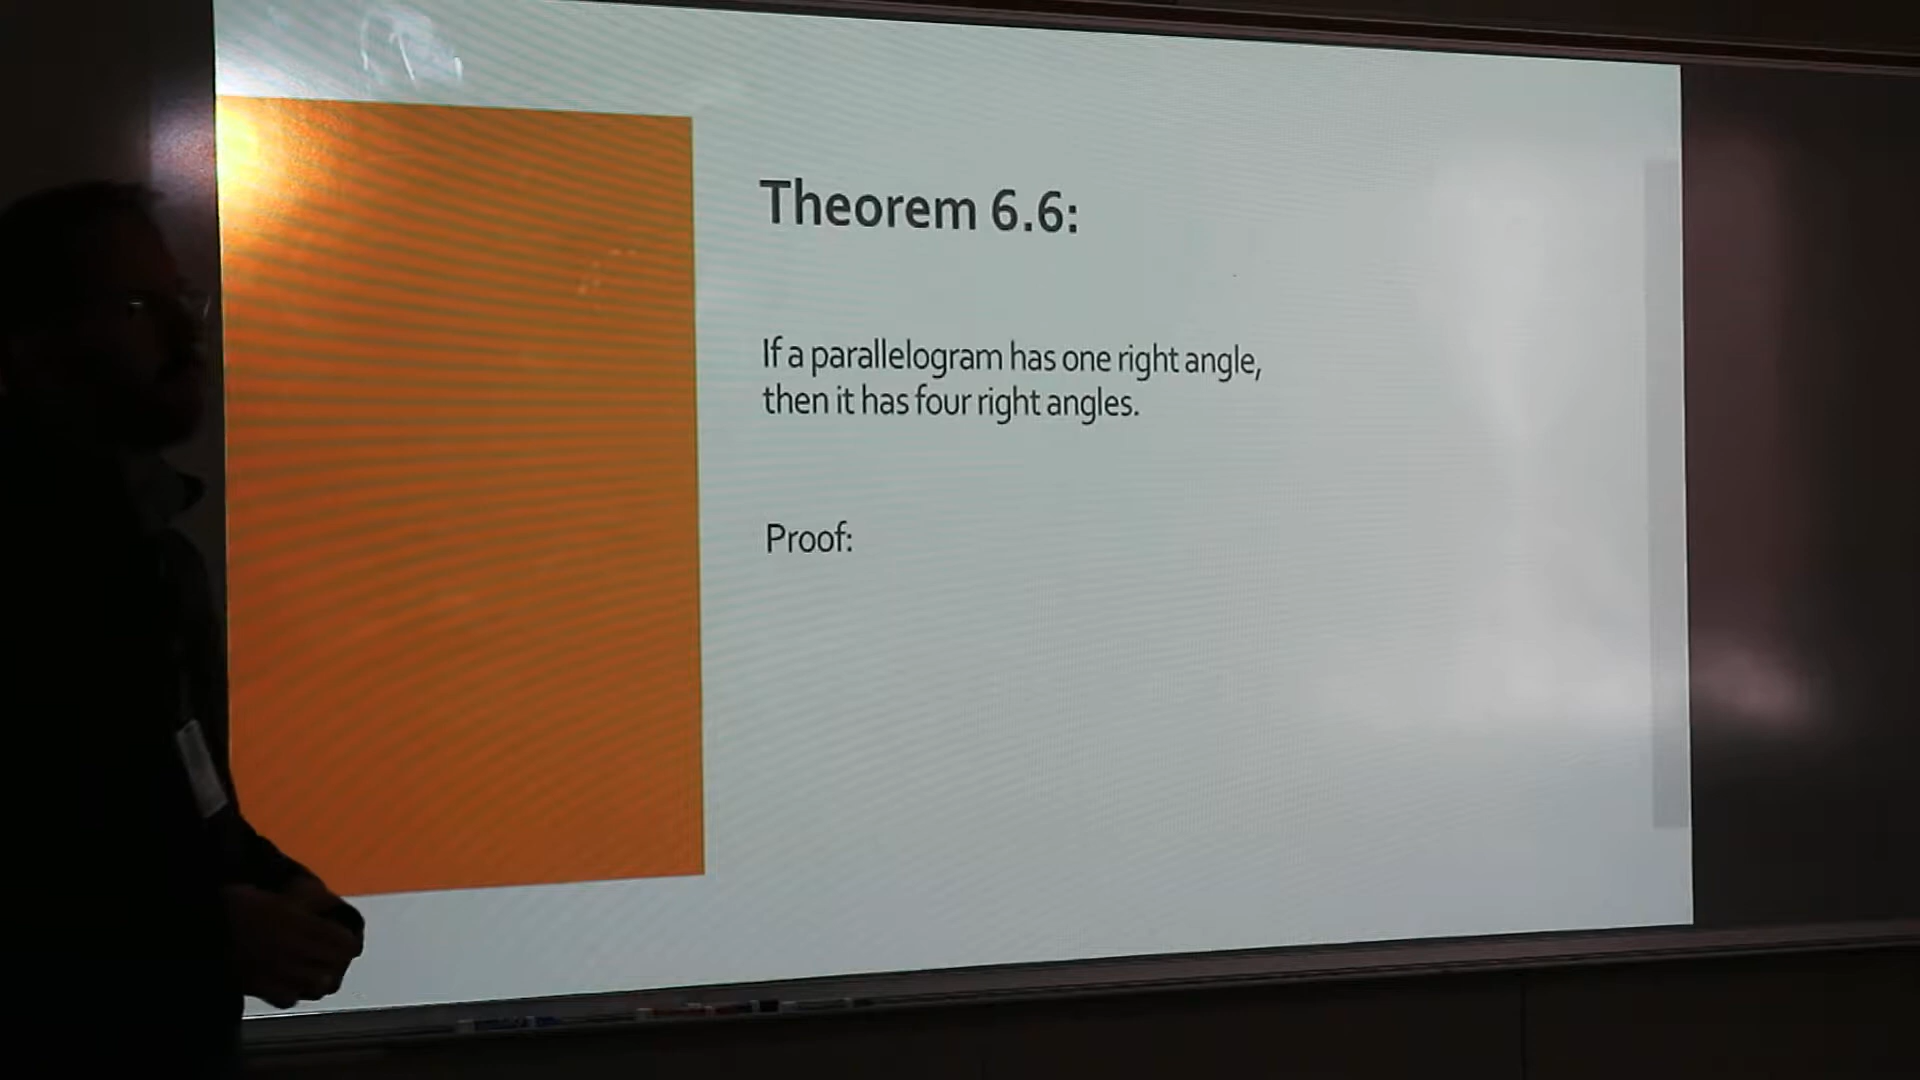 Theorem 6.6:
If a parallelogram has one right angle,
then it has four right angles.
Proof: